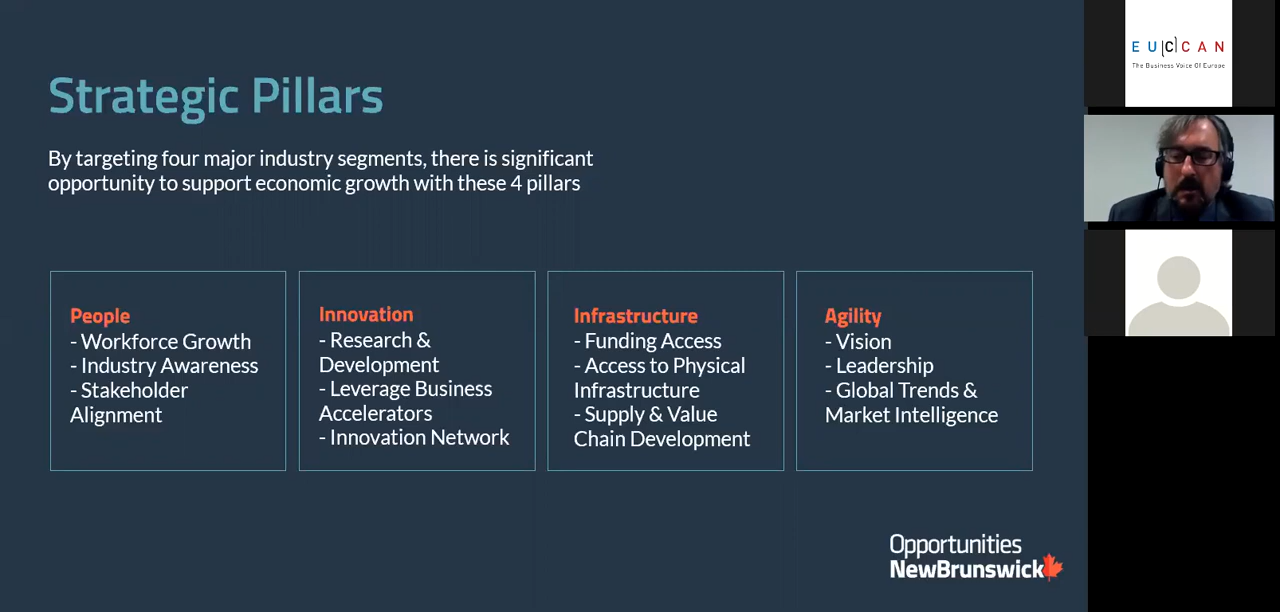 Strategic Pillars
By targeting four major industry segments, there is significant
opportunity to support economic growth with these 4 pillars
People
- Workforce Growth
- Industry Awareness
- Stakeholder
Alignment
Innovation
- Research &
Development
- Leverage Business
Accelerators
- Innovation Network
Infrastructure
- Funding Access
- Access to Physical
Infrastructure
- Supply & Value
Chain Development
Agility
- Vision
- Leadership
- Global Trends &
Market Intelligence
Opportunities
NewBrunswick
EUCCAN
The Business Voice Of Europe